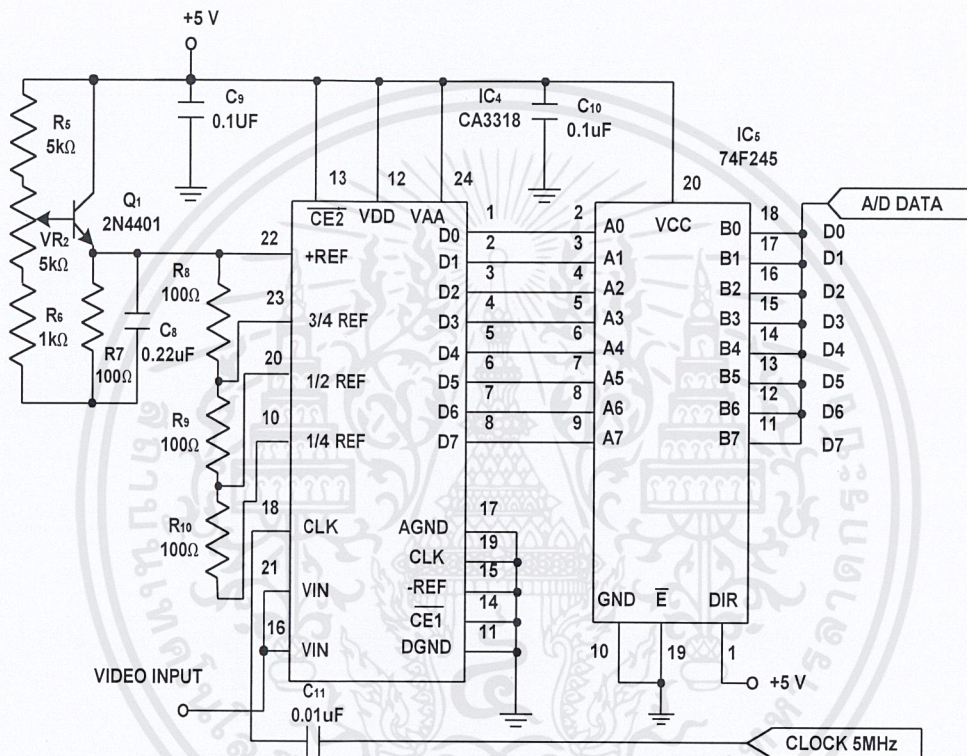 +5 V
R5
5kΩ
VR2
5kΩ
R6
1kΩ
Q1
2N4401
R7
100Ω
C8
0.22uF
C9
0.1UF
R8
100Ω
R9
100Ω
R10
100Ω
IC4
CA3318
C10
0.1uF
IC5
74F245
13
12
24
20
CE2
VDD
VAA
VCC
22
+REF
23
3/4 REF
20
1/2 REF
10
1/4 REF
18
CLK
21
VIN
16
VIN
1
D0
2
D1
3
D2
4
D3
5
D4
6
D5
7
D6
8
D7
17
AGND
19
CLK
15
-REF
14
CE1
11
DGND
2
A0
3
A1
4
A2
5
A3
6
A4
7
A5
8
A6
9
A7
18
B0
17
B1
16
B2
15
B3
14
B4
13
B5
12
B6
11
B7
A/D DATA
D0
D1
D2
D3
D4
D5
D6
D7
GND
E
DIR
10
19
1
+5 V
VIDEO INPUT
C11
0.01uF
CLOCK 5MHz